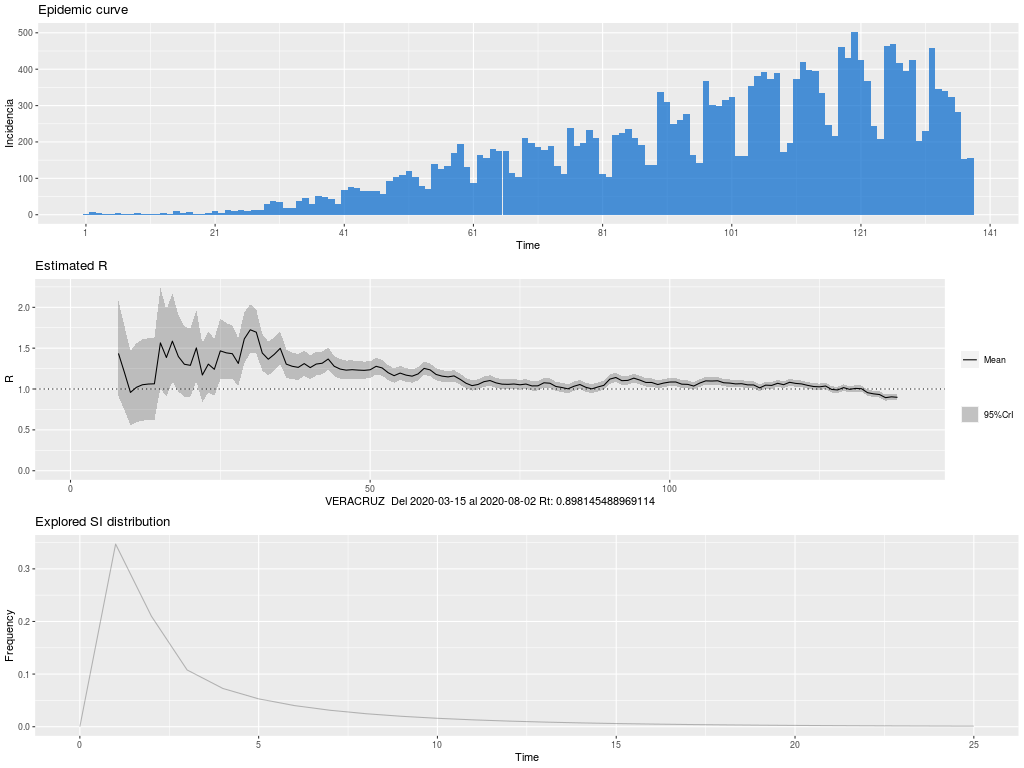 Epidemic curve
Incidencia
500
400
300
200
100
0
1 21 41 61 81 101 121 141
Time
Estimated R
R
2.0
1.5
1.0
0.5
0.0
0 50 100
VERACRUZ Del 2020-03-15 al 2020-08-02 Rt: 0.898145488969114
Mean
95%CrI
Explored SI distribution
Frequency
0.3
0.2
0.1
0.0
0 5 10 15 20 25
Time